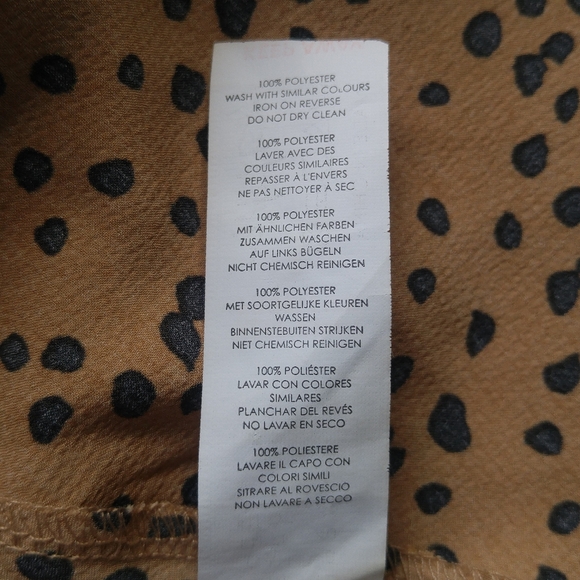 100% POLYESTER
WASH WITH SIMILAR COLOURS
IRON ON REVERSE
DO NOT DRY CLEAN
100% POLYESTER
LAVER AVEC DES
COULEURS SIMILAIRES
REPASSER À L'ENVERS
NE PAS NETTOYER À SEC
100% POLYESTER
MIT ÄHNLICHEN FARBEN
ZUSAMMEN WASCHEN
AUF LINKS BÜGELN
NICHT CHEMISCH REINIGEN
100% POLYESTER
MET SOORTGELIJKE KLEUREN
WASSEN
BINNENSTEBUITEN STRIJKEN
NIET CHEMISCH REINIGEN
100% POLIÉSTER
LAVAR CON COLORES
SIMILARES
PLANCHAR DEL REVÉS
NO LAVAR EN SECO
100% POLIESTERE
LAVARE IL CAPO CON
COLORI SIMILI
SITRARE AL ROVESCIO
NON LAVARE A SECCO